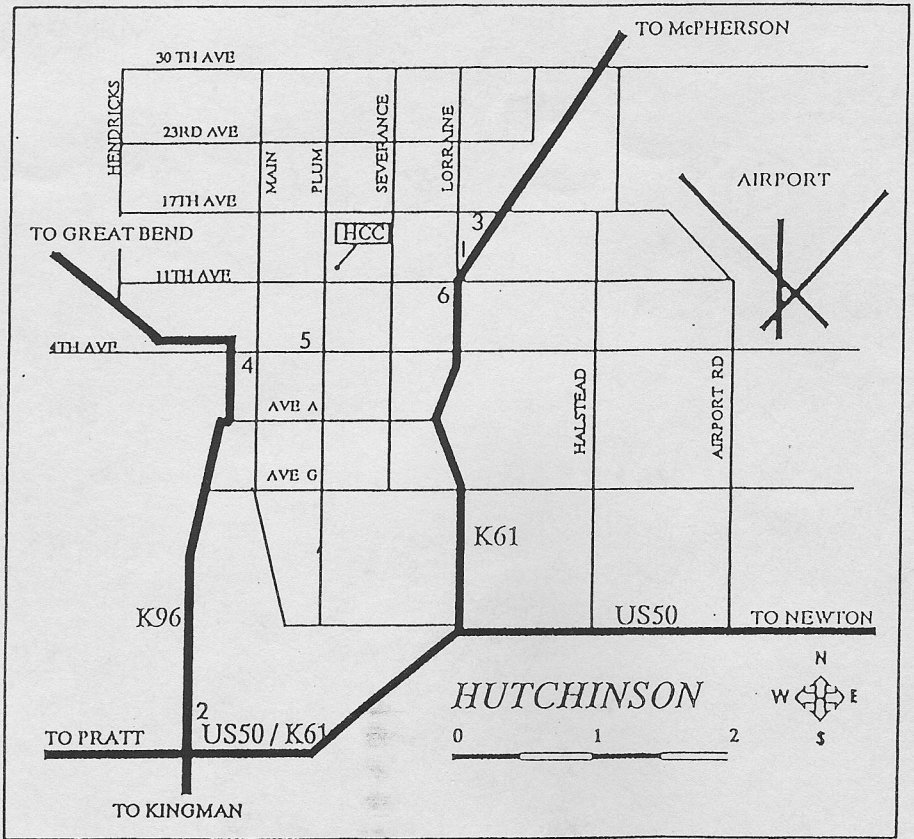 TO McPHERSON
30 TH AVE
HENDRICKS
23RD AVE
MAIN
PLUM
SEVERANCE
LORRAINE
17TH AVE
AIRPORT
3
TO GREAT BEND
HCC
11TH AVE
1
6
5
4TH AVE
4
AVE A
HALSTEAD
AIRPORT RD
AVE G
K61
K96
US50
TO NEWTON
N
W E
S
HUTCHINSON
2
TO PRATT
US50 / K61
0 1 2
TO KINGMAN